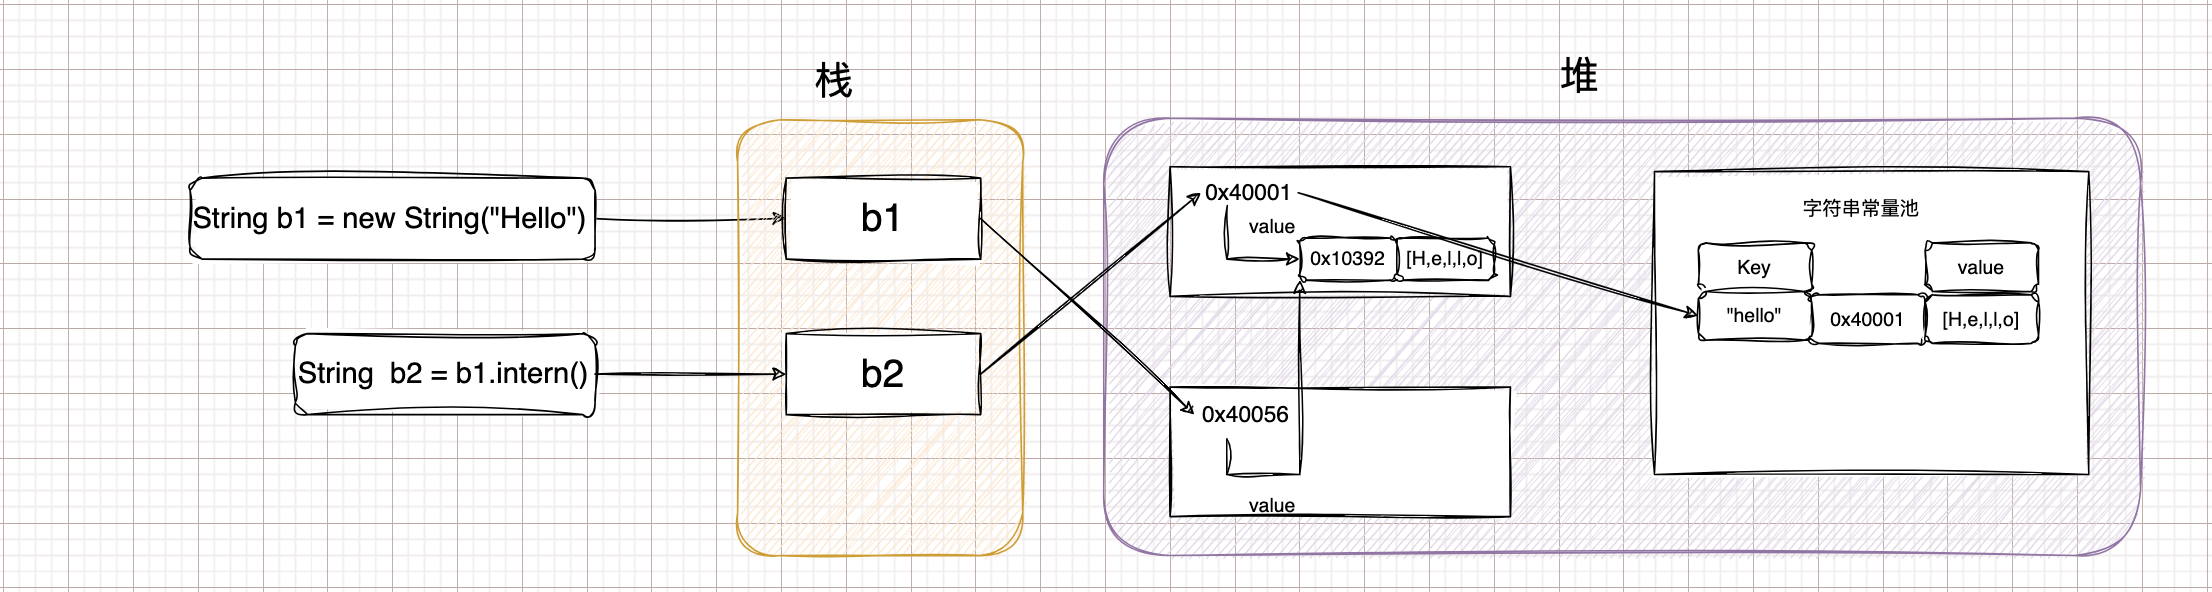 栈
堆
String b1 = new String("Hello")
b1
String  b2 = b1.intern()
b2
0x40001
value
0x10392
[H,e,l,l,o]
0x40056
value
字符串常量池
Key
value
"hello"
0x40001
[H,e,l,l,o]